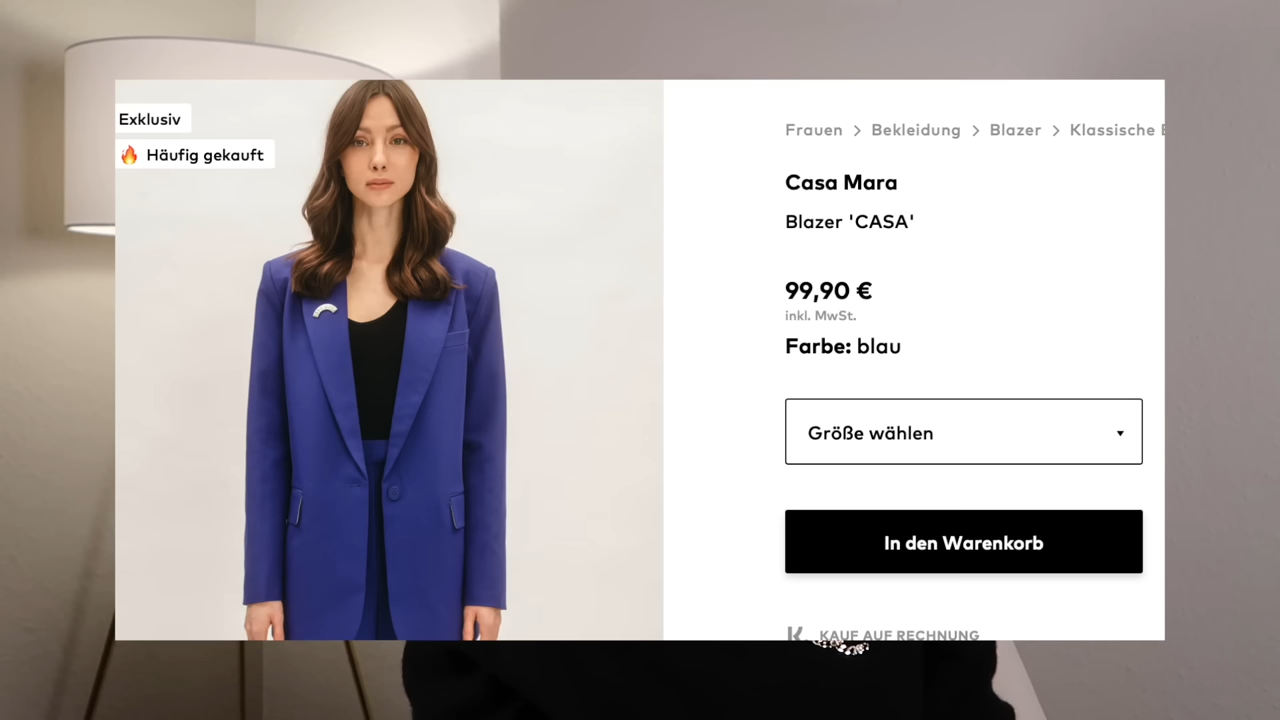 Exklusiv
🔥 Häufig gekauft
Frauen > Bekleidung > Blazer > Klassische
Casa Mara
Blazer 'CASA'
99,90 €
inkl. MwSt.
Farbe: blau
Größe wählen
In den Warenkorb
K. KAUF AUF RECHNUNG